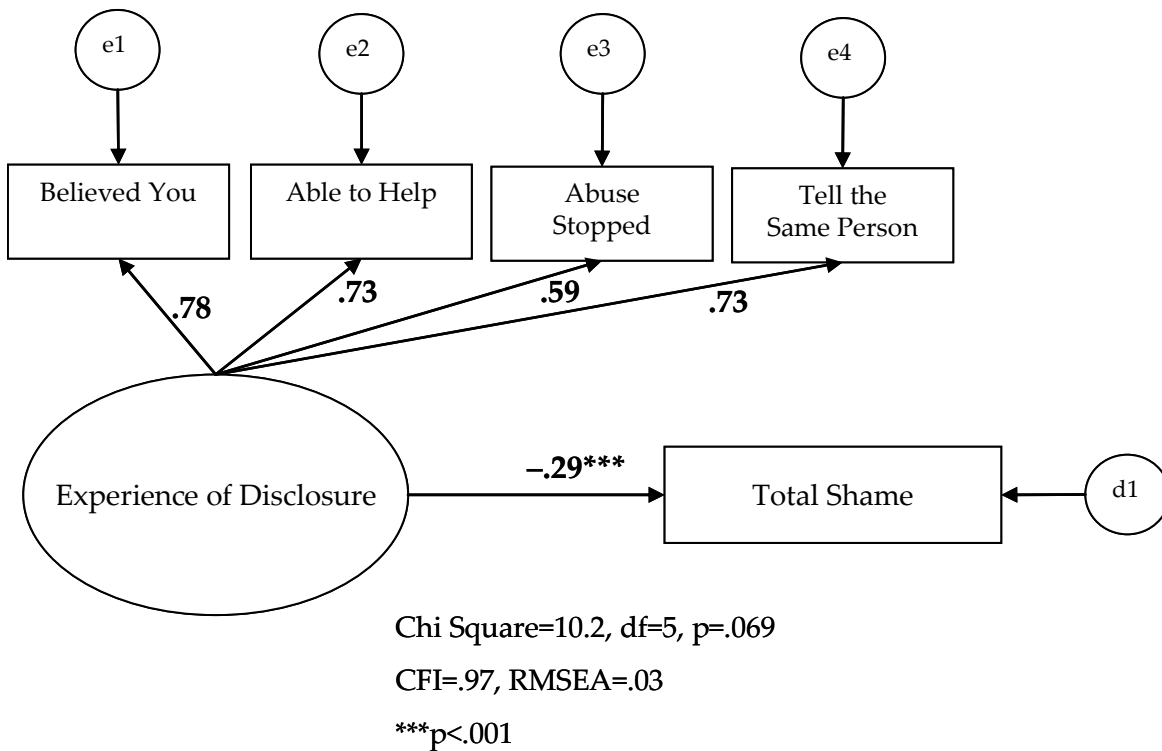 e1
e2
e3
e4
Believed You
Able to Help
Abuse
Stopped
Tell the
Same Person
.78
.73
.59
.73
Experience of Disclosure
–.29***
Total Shame
d1
Chi Square=10.2, df=5, p=.069
CFI=.97, RMSEA=.03
***p<.001